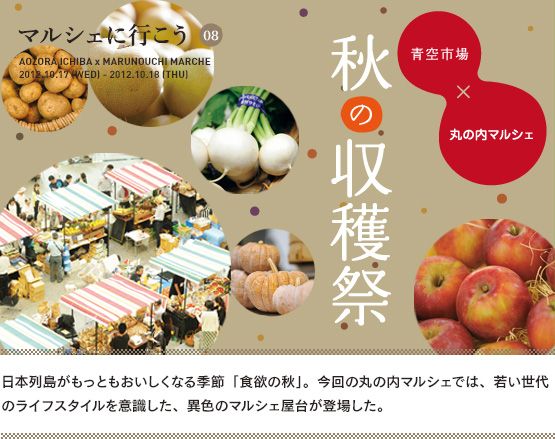 マルシェに行こう 08
AOZORA ICHIBA x MARUNOUCHI MARCHE
2012.10.17 (WED) - 2012.10.18 (THU)
青空市場
×
丸の内マルシェ
秋の収穫祭
日本列島がもっともおいしくなる季節「食欲の秋」。今回の丸の内マルシェでは、若い世代
のライフスタイルを意識した、異色のマルシェ屋台が登場した。